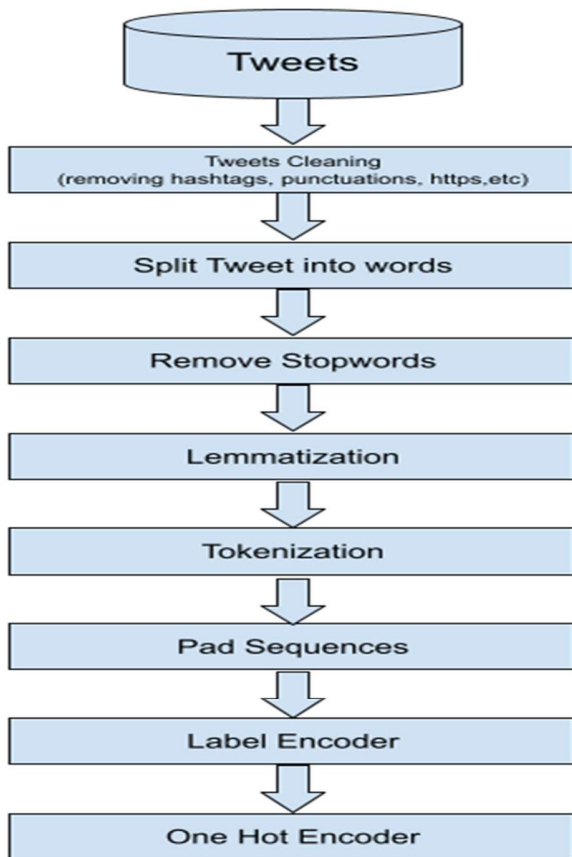 Tweets
Tweets Cleaning
(removing hashtags, punctuations, https,etc)
Split Tweet into words
Remove Stopwords
Lemmatization
Tokenization
Pad Sequences
Label Encoder
One Hot Encoder